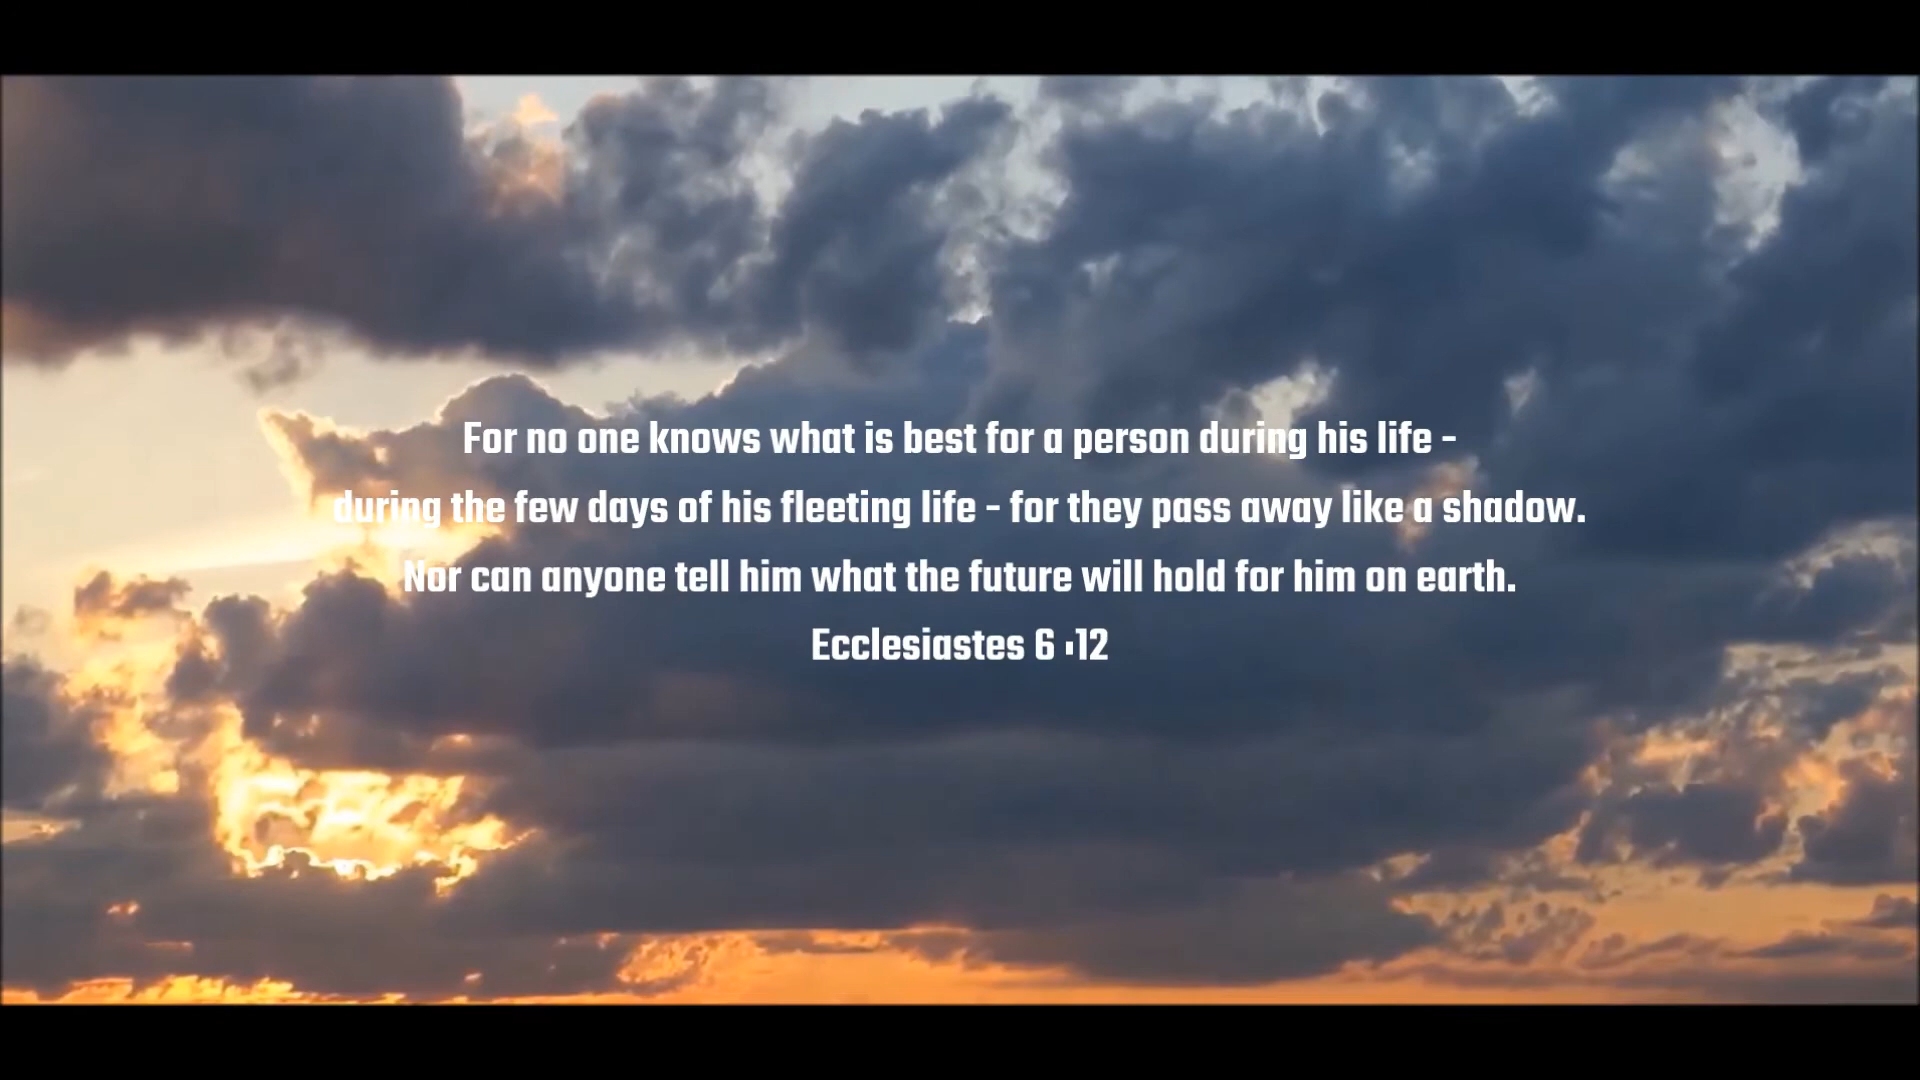 For no one knows what is best for a person during his life -
during the few days of his fleeting life - for they pass away like a shadow.
Nor can anyone tell him what the future will hold for him on earth.
Ecclesiastes 6 :12